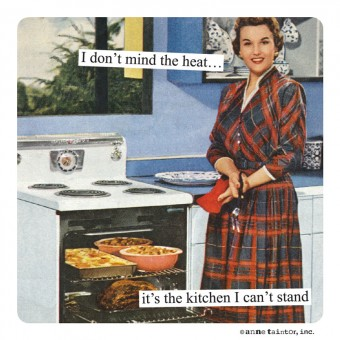 I don't mind the heat...
it's the kitchen I can't stand
© anne taintor, inc.